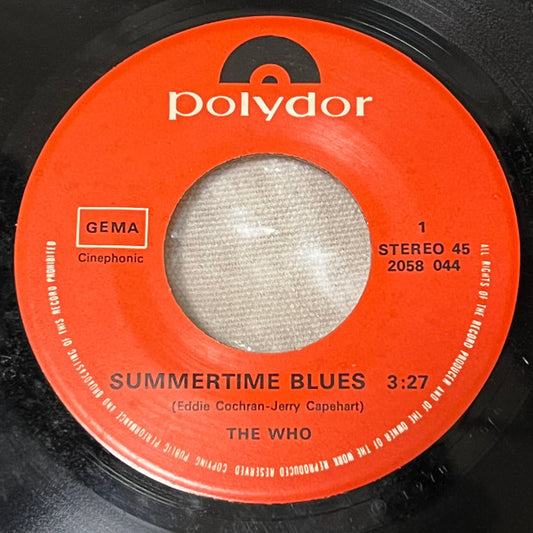 polydor
GEMA
Cinephonic
1
STEREO 45
2058 044
SUMMERTIME BLUES 3:27
(Eddie Cochran-Jerry Capehart)
THE WHO
ALL RIGHTS OF THE RECORD PRODUCER AND OF THE OWNER OF THE WORK REPRODUCED RESERVED COPYING PUBLIC PERFORMANCE AND BROADCASTING OF THIS RECORD PROHIBITED